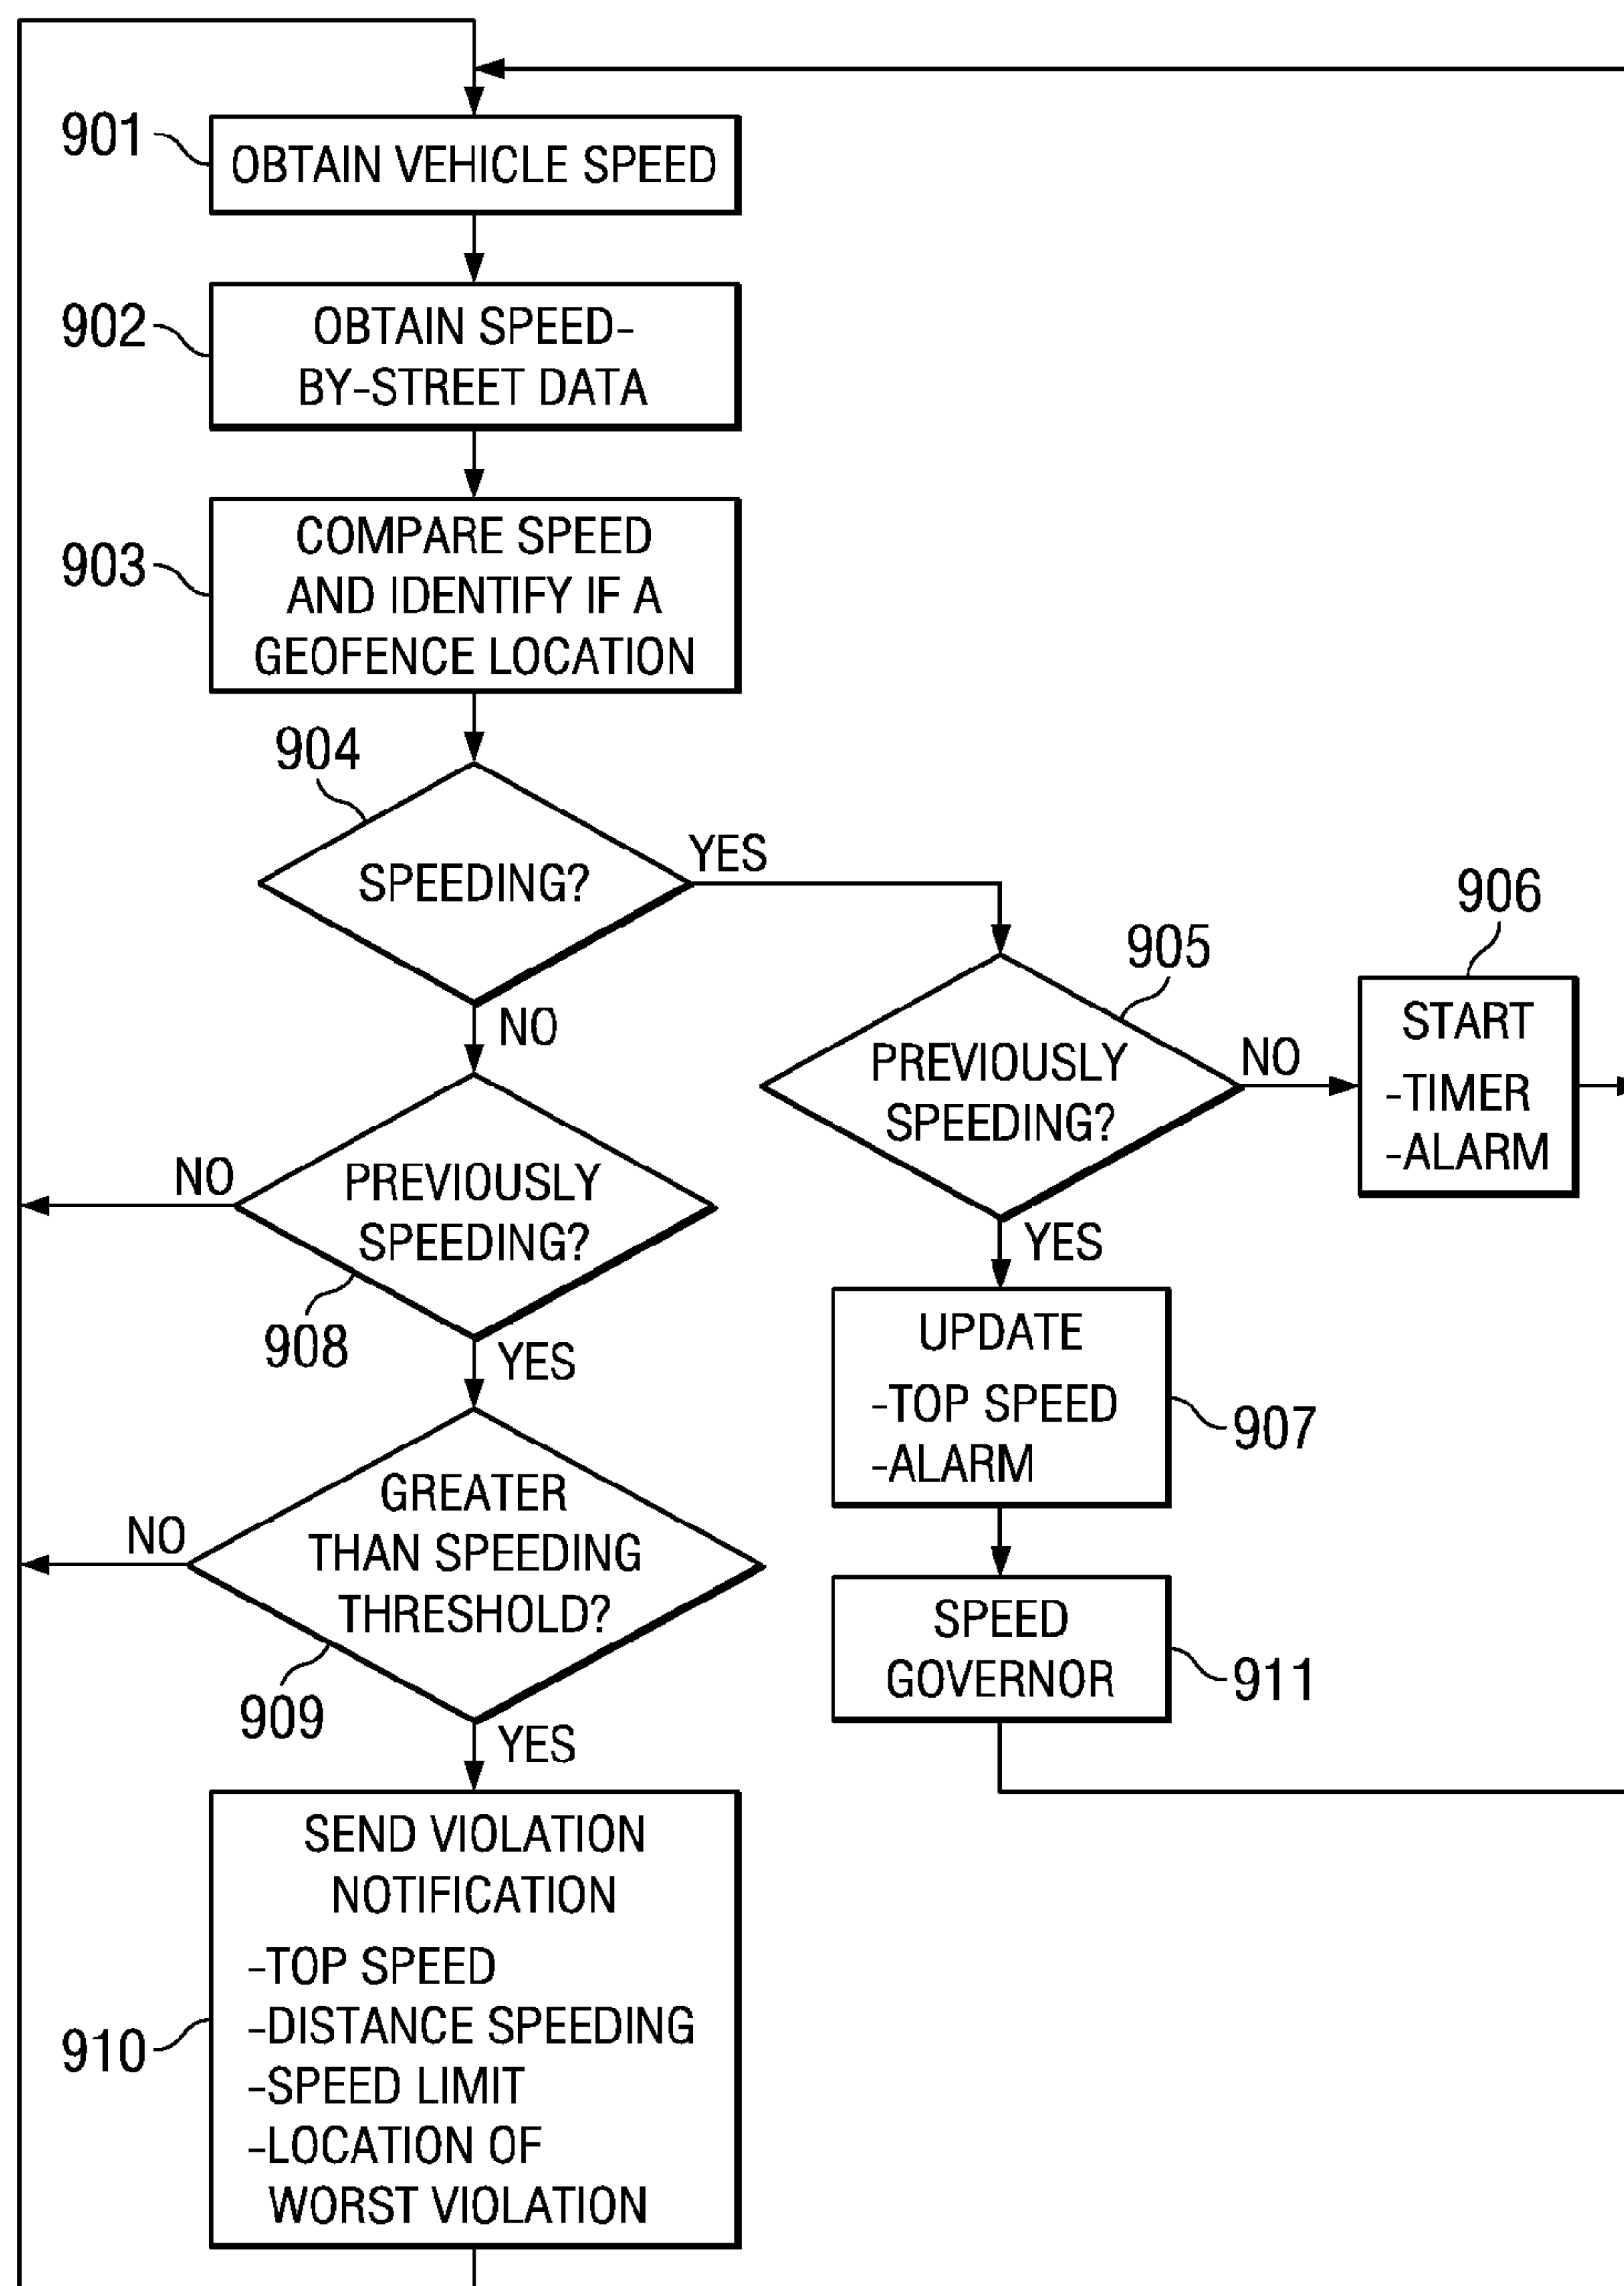 901
OBTAIN VEHICLE SPEED
902
OBTAIN SPEED-
BY-STREET DATA
903
COMPARE SPEED
AND IDENTIFY IF A
GEOFENCE LOCATION
904
SPEEDING?
YES
NO
905
PREVIOUSLY
SPEEDING?
NO
YES
906
START
-TIMER
-ALARM
UPDATE
-TOP SPEED
-ALARM
907
SPEED
GOVERNOR
911
PREVIOUSLY
SPEEDING?
NO
908
YES
GREATER
THAN SPEEDING
THRESHOLD?
NO
909
YES
SEND VIOLATION
NOTIFICATION
-TOP SPEED
-DISTANCE SPEEDING
-SPEED LIMIT
-LOCATION OF
WORST VIOLATION
910